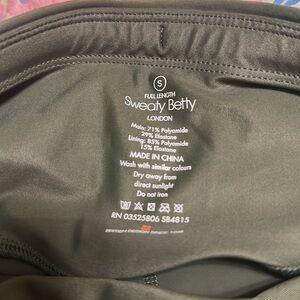 S
FULL LENGTH
Sweaty Betty
LONDON
Main: 71% Polyamide
29% Elastane
Lining: 85% Polyamide
15% Elastane
MADE IN CHINA
Wash with similar colours
Dry away from
direct sunlight
Do not iron
RN 03525806 SB4815